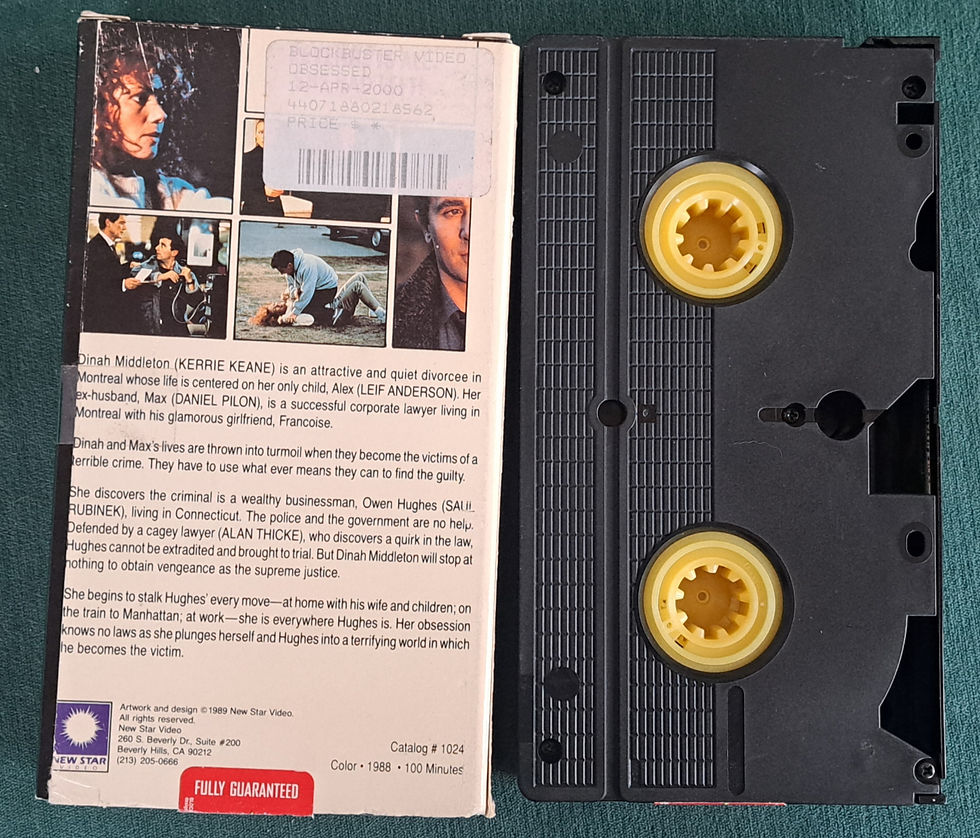 BLOCKBUSTER VIDEO
OBSESSED
12-APR-2000
44071880218562
PRICE $ *
Dinah Middleton (KERRIE KEANE) is an attractive and quiet divorcee in
Montreal whose life is centered on her only child, Alex (LEIF ANDERSON). Her
ex-husband, Max (DANIEL PILON), is a successful corporate lawyer living in
Montreal with his glamorous girlfriend, Francoise.
Dinah and Max's lives are thrown into turmoil when they become the victims of a
terrible crime. They have to use what ever means they can to find the guilty.
She discovers the criminal is a wealthy businessman, Owen Hughes (SAUL
RUBINEK), living in Connecticut. The police and the government are no help.
Defended by a cagey lawyer (ALAN THICKE), who discovers a quirk in the law,
Hughes cannot be extradited and brought to trial. But Dinah Middleton will stop at
nothing to obtain vengeance as the supreme justice.
She begins to stalk Hughes' every move—at home with his wife and children; on
the train to Manhattan; at work—she is everywhere Hughes is. Her obsession
knows no laws as she plunges herself and Hughes into a terrifying world in which
he becomes the victim.
NEW STAR
VIDEO
Artwork and design ©1989 New Star Video.
All rights reserved.
New Star Video
260 S. Beverly Dr., Suite #200
Beverly Hills, CA 90212
(213) 205-0666
Catalog # 1024
Color • 1988 • 100 Minutes
FULLY GUARANTEED